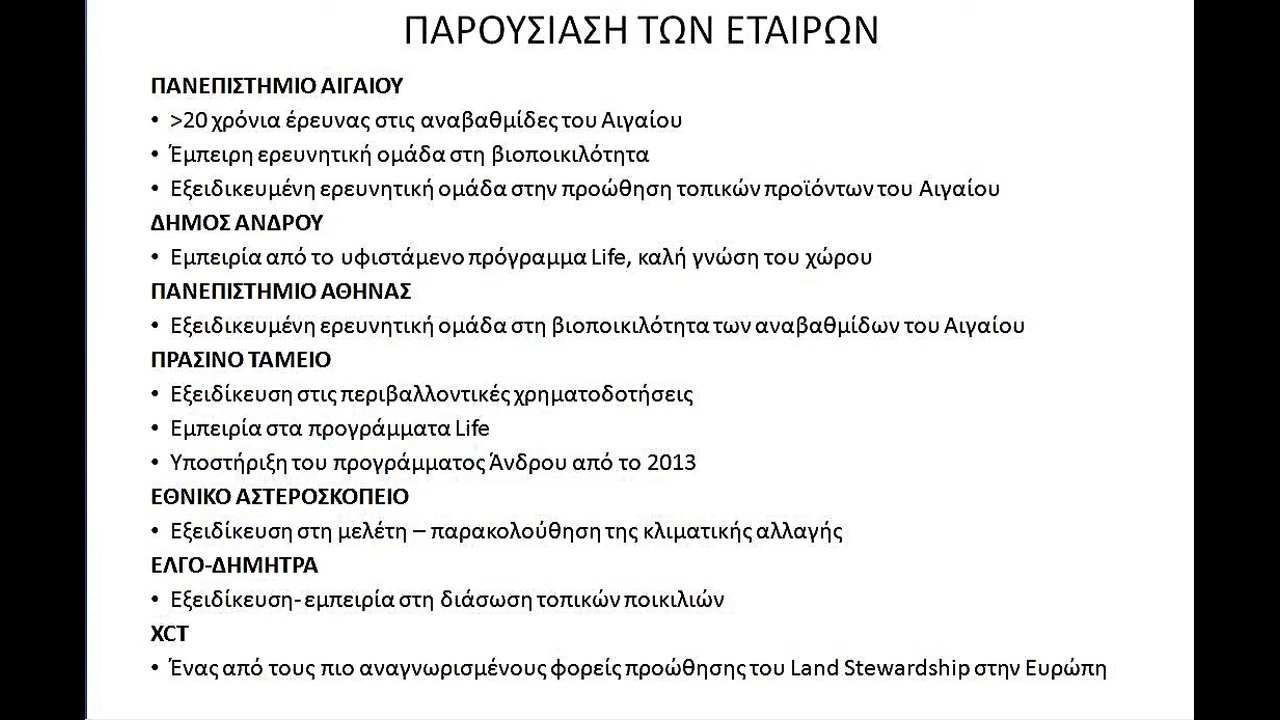 ΠΑΡΟΥΣΙΑΣΗ ΤΩΝ ΕΤΑΙΡΩΝ
ΠΑΝΕΠΙΣΤΗΜΙΟ ΑΙΓΑΙΟΥ
• >20 χρόνια έρευνας στις αναβαθμίδες του Αιγαίου
• Έμπειρη ερευνητική ομάδα στη βιοποικιλότητα
• Εξειδικευμένη ερευνητική ομάδα στην προώθηση τοπικών προϊόντων του Αιγαίου
ΔΗΜΟΣ ΑΝΔΡΟΥ
• Εμπειρία από το υφιστάμενο πρόγραμμα Life, καλή γνώση του χώρου
ΠΑΝΕΠΙΣΤΗΜΙΟ ΑΘΗΝΑΣ
• Εξειδικευμένη ερευνητική ομάδα στη βιοποικιλότητα των αναβαθμίδων του Αιγαίου
ΠΡΑΣΙΝΟ ΤΑΜΕΙΟ
• Εξειδίκευση στις περιβαλλοντικές χρηματοδοτήσεις
• Εμπειρία στα προγράμματα Life
• Υποστήριξη του προγράμματος Άνδρου από το 2013
ΕΘΝΙΚΟ ΑΣΤΕΡΟΣΚΟΠΕΙΟ
• Εξειδίκευση στη μελέτη – παρακολούθηση της κλιματικής αλλαγής
ΕΛΓΟ-ΔΗΜΗΤΡΑ
• Εξειδίκευση- εμπειρία στη διάσωση τοπικών ποικιλιών
XCT
• Ένας από τους πιο αναγνωρισμένους φορείς προώθησης του Land Stewardship στην Ευρώπη